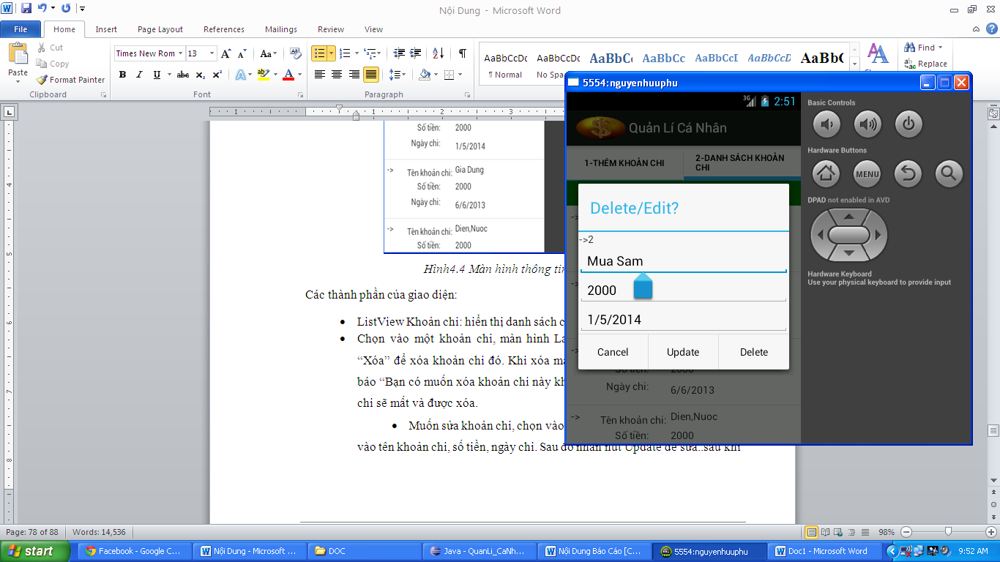 Nội Dung - Microsoft Word
File Home Insert Page Layout References Mailings Review View
Paste
Cut
Copy
Format Painter
Clipboard
Times New Rom 13
Font
Paragraph
AaBbCcDc AaBbCcDc AaBbC AaBbCc AaBbCcI AaBbCcD AaBbC
¶ Normal No Spa
Find
Replace
5554:nguyenhuuphu
3G 2:51
Quản Lí Cá Nhân
1-THÊM KHOẢN CHI
2-DANH SÁCH KHOẢN CHI
Delete/Edit?
->2
Mua Sam
2000
1/5/2014
Cancel Update Delete
Số tiền: 2000
Ngày chi: 6/6/2013
-> Tên khoản chi: Dien,Nuoc
Số tiền: 2000
Basic Controls
Hardware Buttons
MENU
DPAD not enabled in AVD
Hardware Keyboard
Use your physical keyboard to provide input
Số tiền: 2000
Ngày chi: 1/5/2014
-> Tên khoản chi: Gia Dung
Số tiền: 2000
Ngày chi: 6/6/2013
-> Tên khoản chi: Dien,Nuoc
Số tiền: 2000
Hình4.4 Màn hình thông tin
Các thành phần của giao diện:
• ListView Khoản chi: hiển thị danh sách
• Chọn vào một khoản chi, màn hình
“Xóa” để xóa khoản chi đó. Khi xóa
báo “Bạn có muốn xóa khoản chi này
chi sẽ mất và được xóa.
• Muốn sửa khoản chi, chọn vào
vào tên khoản chi, số tiền, ngày chi. Sau đó nhấn nút Update để sửa..sau khi
Page: 78 of 88 Words: 14,536
98%
start
Facebook - Google C...
Nội Dung - Microsoft ...
DOC
Java - QuanLi_CaNh...
Nội Dung Báo Cáo [C...
5554:nguyenhuuphu
Doc1 - Microsoft Word
9:52 AM